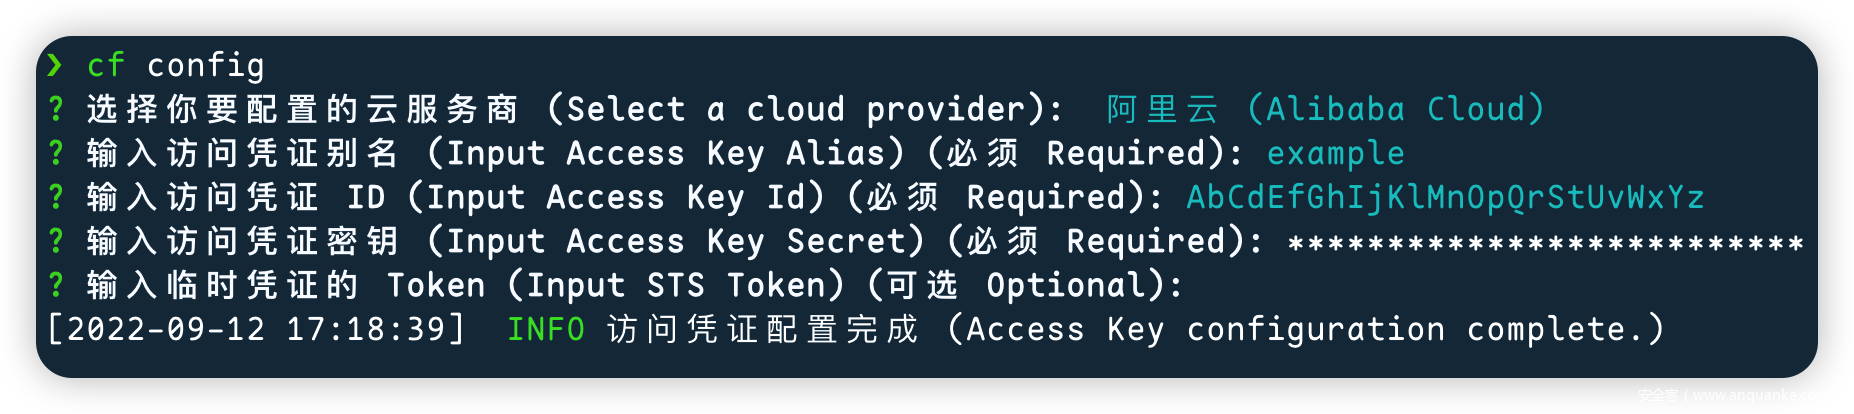 ❯ cf config
? 选择你要配置的云服务商 (Select a cloud provider): 阿里云 (Alibaba Cloud)
? 输入访问凭证别名 (Input Access Key Alias) (必须 Required): example
? 输入访问凭证 ID (Input Access Key Id) (必须 Required): AbCdEfGhIjKlMnOpQrStUvWxYz
? 输入访问凭证密钥 (Input Access Key Secret) (必须 Required): **************************
? 输入临时凭证的 Token (Input STS Token) (可选 Optional):
[2022-09-12 17:18:39] INFO 访问凭证配置完成 (Access Key configuration complete.)
安全客 ( www.anquanke.co